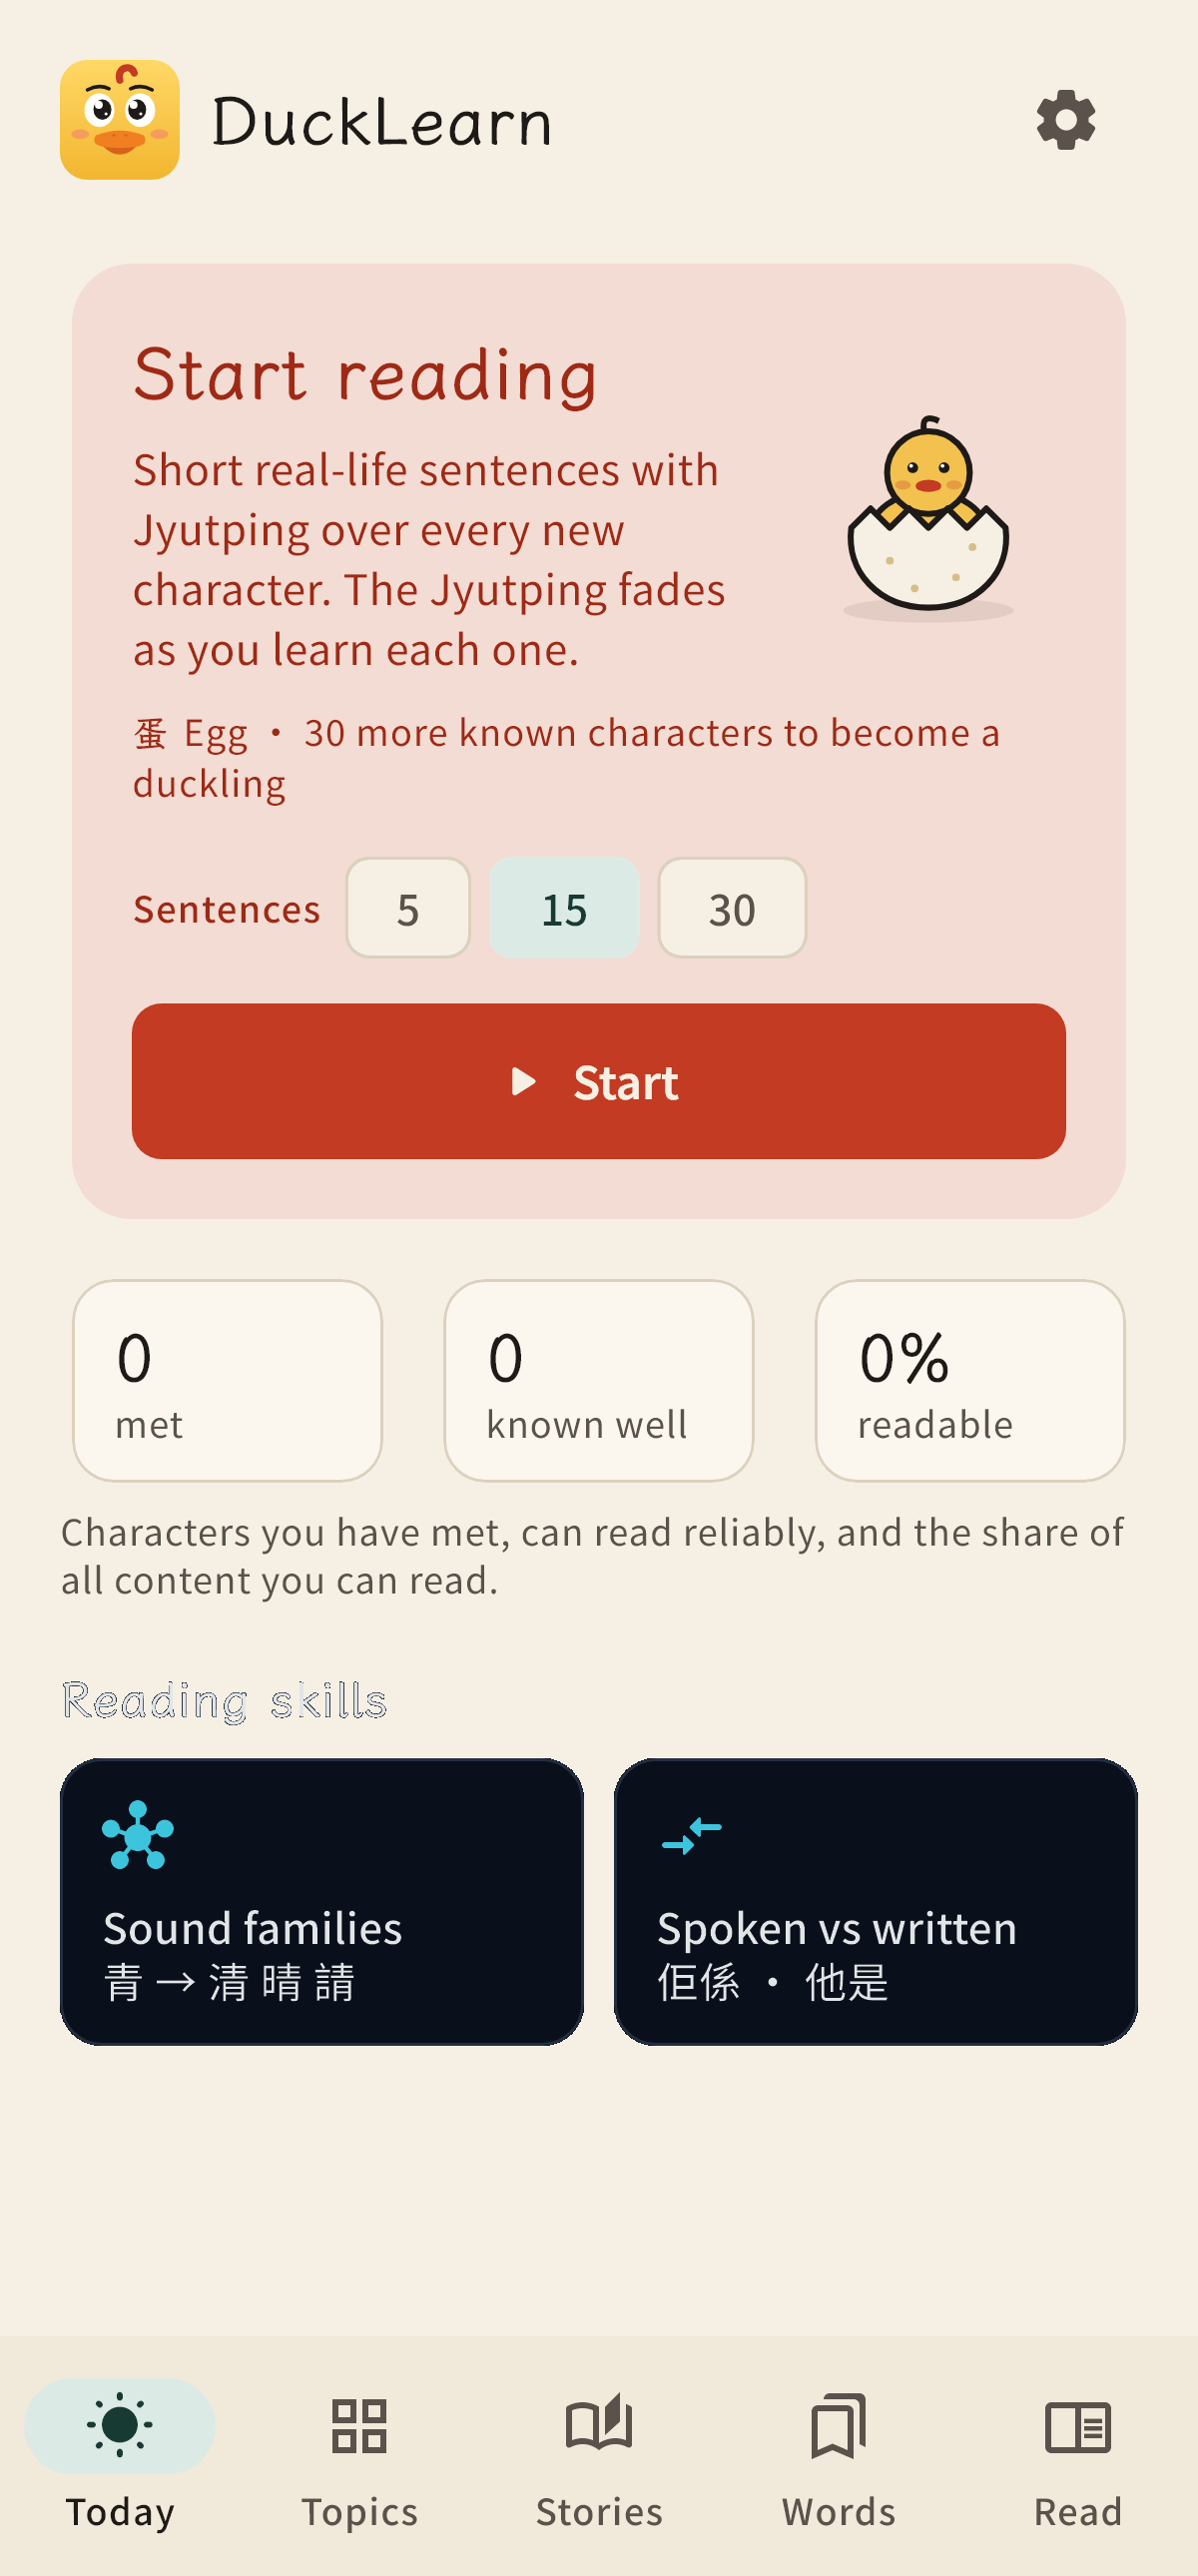 DuckLearn
Start reading
Short real-life sentences with
Jyutping over every new
character. The Jyutping fades
as you learn each one.
蛋 Egg • 30 more known characters to become a
duckling
Sentences 5 15 30
Start
0 0 0%
met known well readable
Characters you have met, can read reliably, and the share of
all content you can read.
Reading skills
Sound families
青 → 清 晴 請
Spoken vs written
佢係 • 他是
Today Topics Stories Words Read